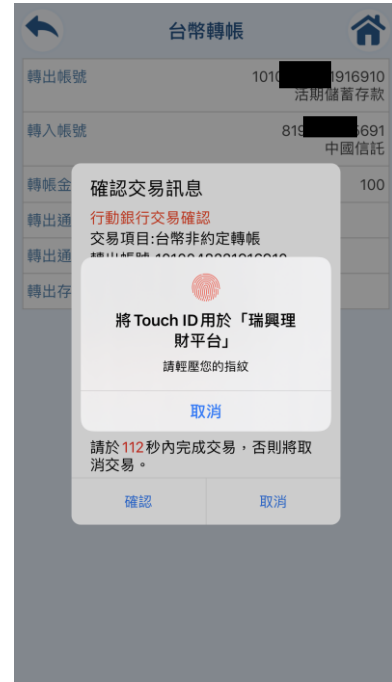 台幣轉帳
轉出帳號
1010 1916910
活期儲蓄存款
轉入帳號
819 5691
中國信託
轉帳金
100
轉出通
轉出通
轉出存
確認交易訊息
行動銀行交易確認
交易項目:台幣非約定轉帳
將 Touch ID 用於「瑞興理
財平台」
請輕壓您的指紋
取消
請於112秒內完成交易，否則將取
消交易。
確認
取消